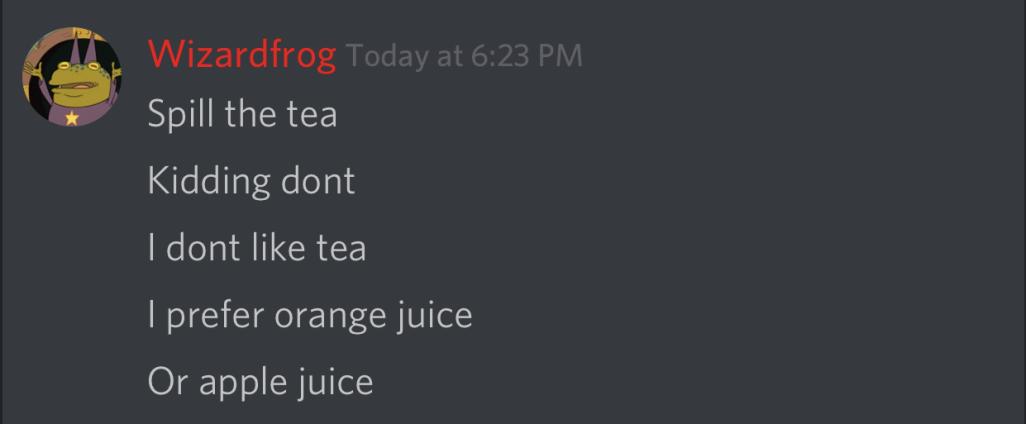 Wizardfrog Today at 6:23 PM
Spill the tea
Kidding dont
I dont like tea
I prefer orange juice
Or apple juice